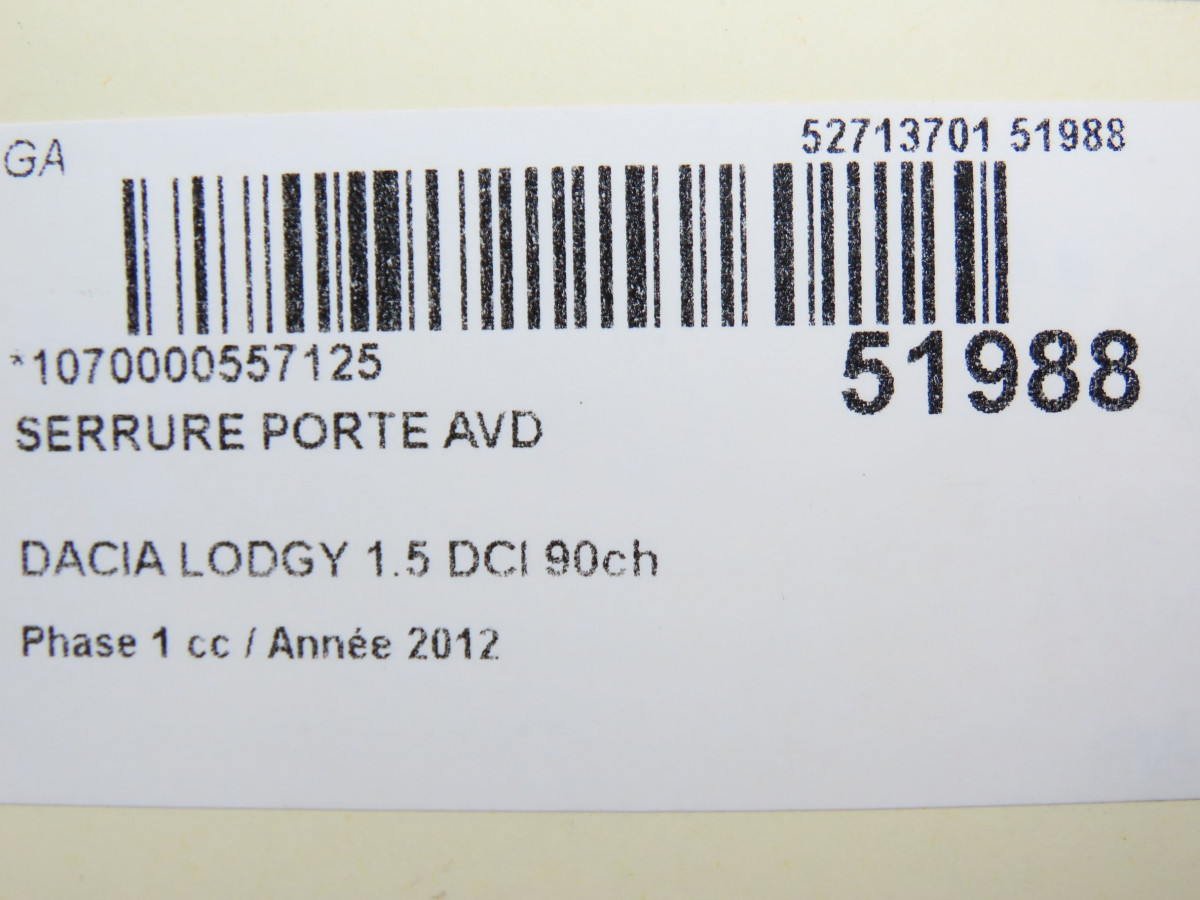 GA
52713701 51988
*1070000557125
51988
SERRURE PORTE AVD
DACIA LODGY 1.5 DCI 90ch
Phase 1 cc / Année 2012